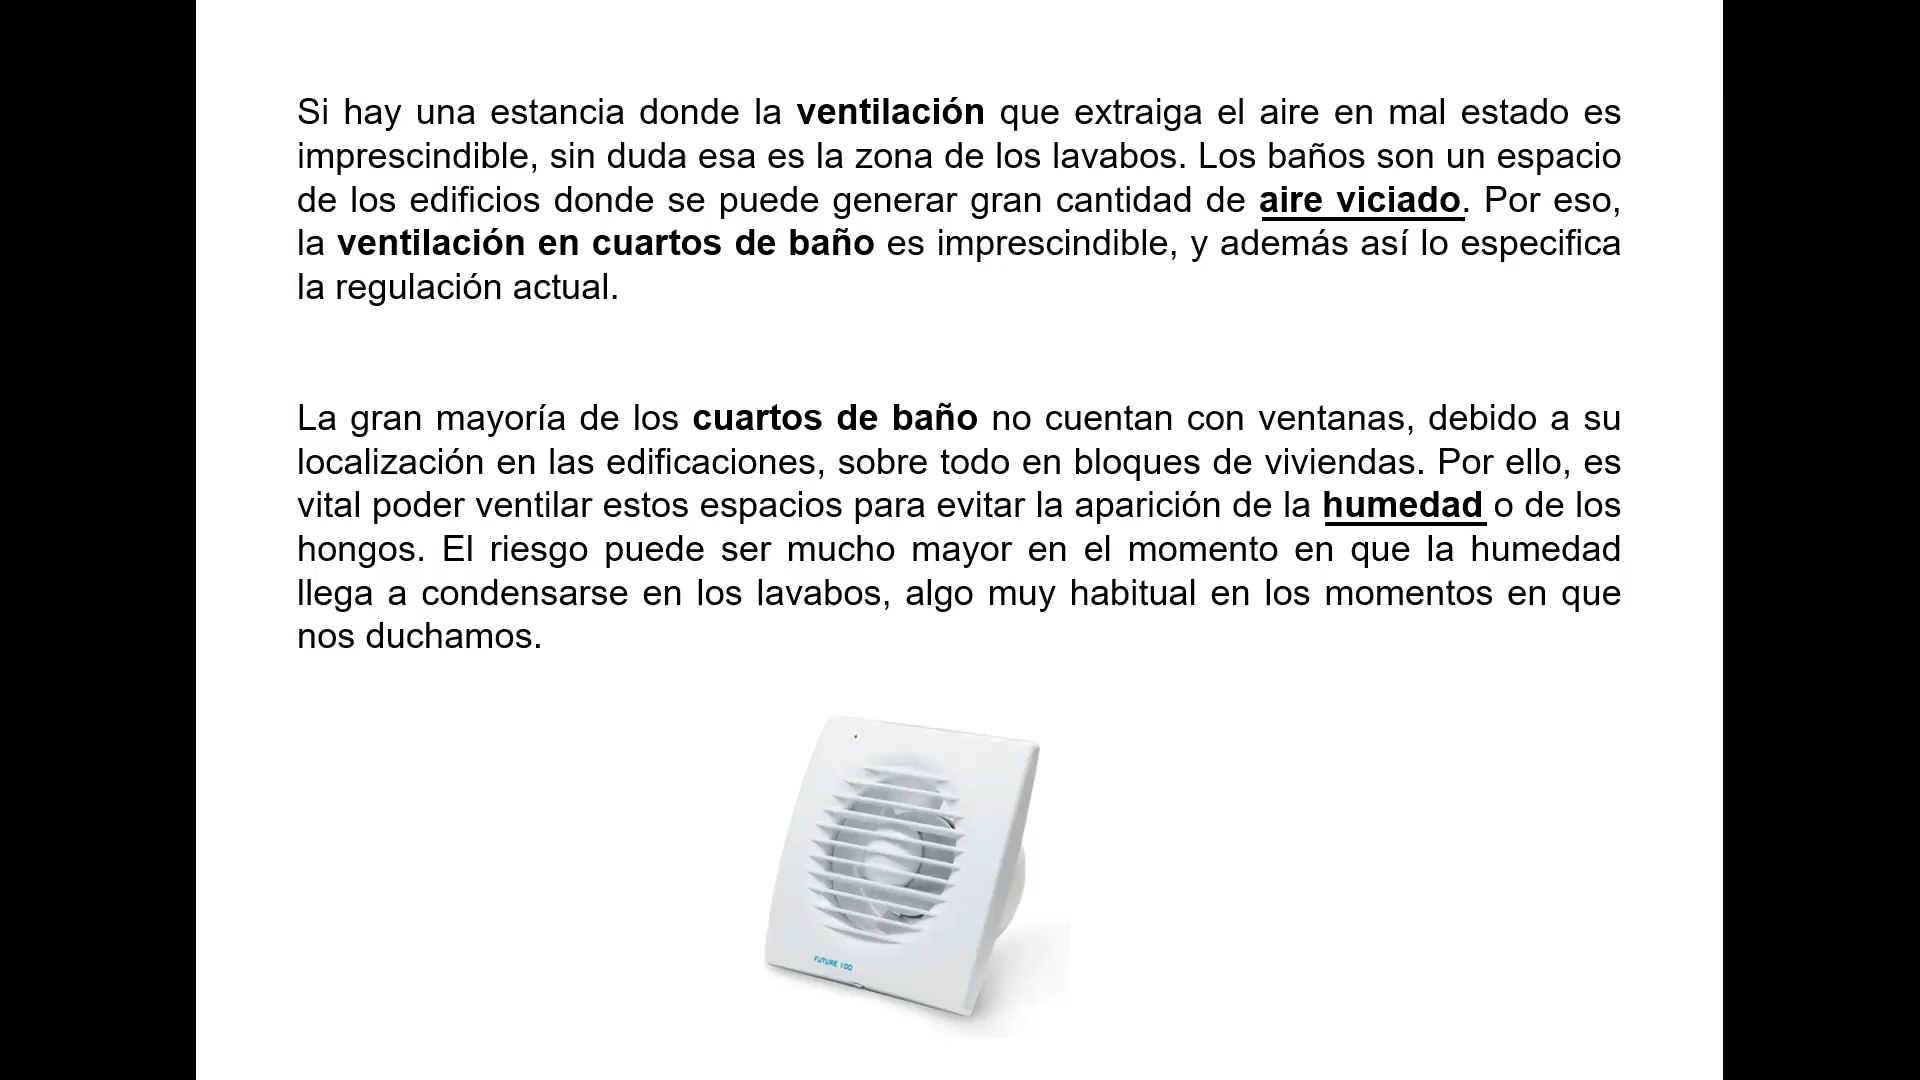 Si hay una estancia donde la ventilación que extraiga el aire en mal estado es
imprescindible, sin duda esa es la zona de los lavabos. Los baños son un espacio
de los edificios donde se puede generar gran cantidad de aire viciado. Por eso,
la ventilación en cuartos de baño es imprescindible, y además así lo especifica
la regulación actual.
La gran mayoría de los cuartos de baño no cuentan con ventanas, debido a su
localización en las edificaciones, sobre todo en bloques de viviendas. Por ello, es
vital poder ventilar estos espacios para evitar la aparición de la humedad o de los
hongos. El riesgo puede ser mucho mayor en el momento en que la humedad
llega a condensarse en los lavabos, algo muy habitual en los momentos en que
nos duchamos.
FUTURE 100